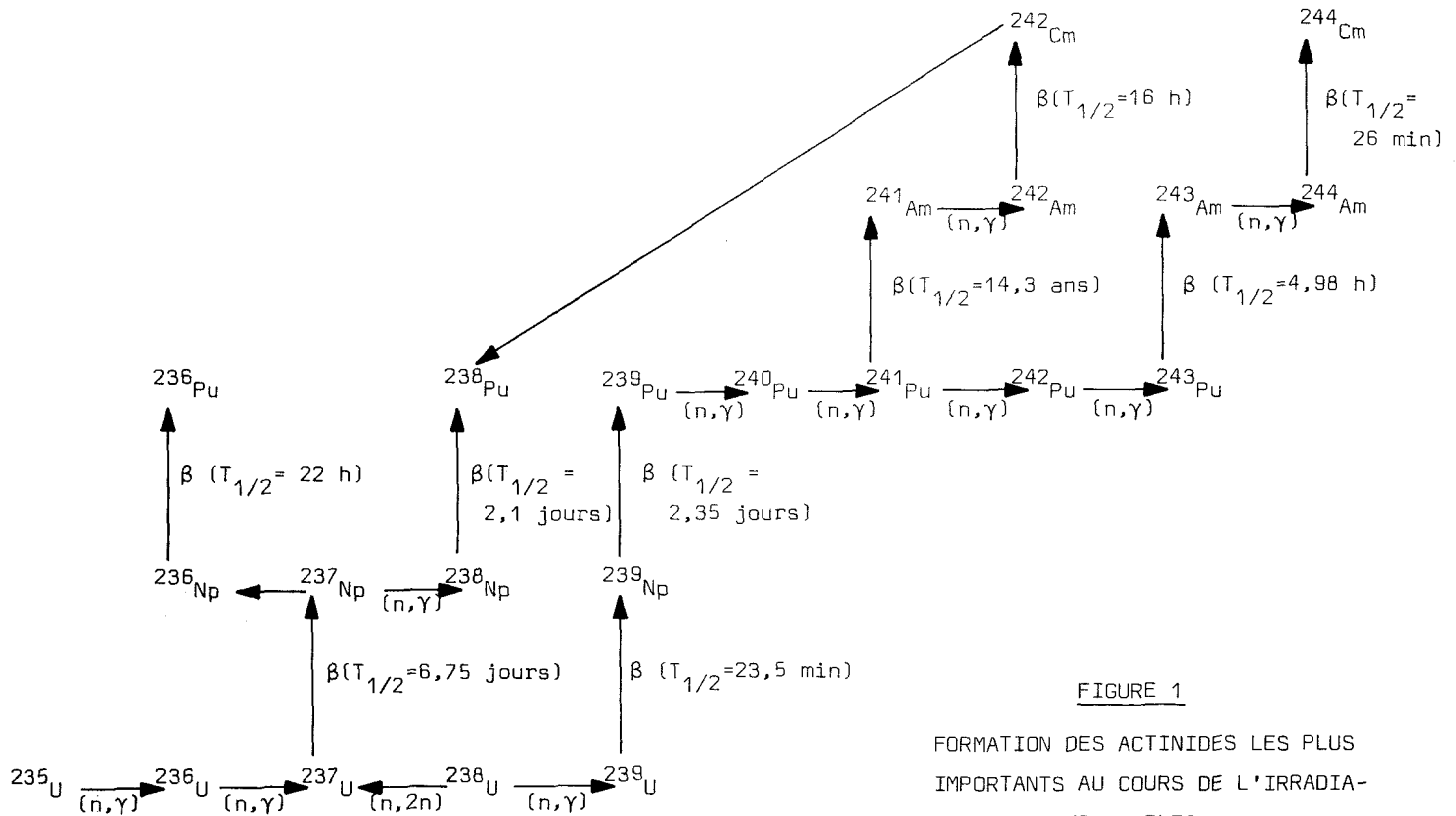 ²⁴²Cm ²⁴⁴Cm
β(T₁/₂=16 h) β(T₁/₂=
26 min)
²⁴¹Am (n,γ) ²⁴²Am ²⁴³Am (n,γ) ²⁴⁴Am
β(T₁/₂=14,3 ans) β (T₁/₂=4,98 h)
²³⁶Pu ²³⁸Pu ²³⁹Pu (n,γ) ²⁴⁰Pu (n,γ) ²⁴¹Pu (n,γ) ²⁴²Pu (n,γ) ²⁴³Pu
β (T₁/₂= 22 h) β(T₁/₂ = β (T₁/₂ =
2,1 jours) 2,35 jours)
²³⁶Np ²³⁷Np (n,γ) ²³⁸Np ²³⁹Np
β(T₁/₂=6,75 jours) β (T₁/₂=23,5 min)
²³⁵U (n,γ) ²³⁶U (n,γ) ²³⁷U (n,2n) ²³⁸U (n,γ) ²³⁹U
FIGURE 1
FORMATION DES ACTINIDES LES PLUS
IMPORTANTS AU COURS DE L'IRRADIA-